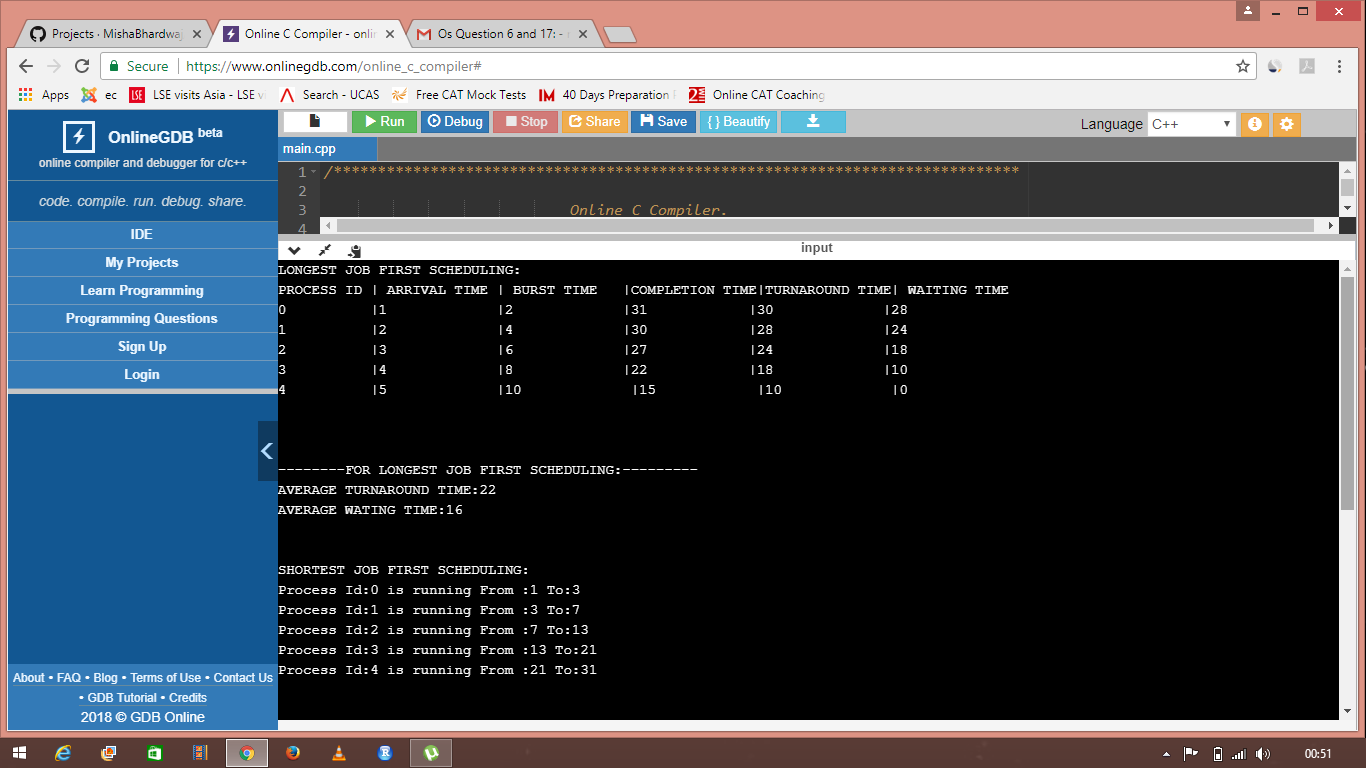 Projects · MishaBhardwaj
Online C Compiler - onlin
Os Question 6 and 17: -
Secure
https://www.onlinegdb.com/online_c_compiler#
Apps
ec
LSE
LSE visits Asia - LSE v
Search - UCAS
Free CAT Mock Tests
IM
40 Days Preparation
Online CAT Coaching
OnlineGDB beta
online compiler and debugger for c/c++
code. compile. run. debug. share.
IDE
My Projects
Learn Programming
Programming Questions
Sign Up
Login
About • FAQ • Blog • Terms of Use • Contact Us
• GDB Tutorial • Credits
2018 © GDB Online
Run
Debug
Stop
Share
Save
{ } Beautify
Language
C++
main.cpp
1 /******************************************************************************
2
3 Online C Compiler.
4
input
LONGEST JOB FIRST SCHEDULING:
PROCESS ID | ARRIVAL TIME | BURST TIME |COMPLETION TIME|TURNAROUND TIME| WAITING TIME
0 |1 |2 |31 |30 |28
1 |2 |4 |30 |28 |24
2 |3 |6 |27 |24 |18
3 |4 |8 |22 |18 |10
4 |5 |10 |15 |10 |0
--------FOR LONGEST JOB FIRST SCHEDULING:---------
AVERAGE TURNAROUND TIME:22
AVERAGE WATING TIME:16
SHORTEST JOB FIRST SCHEDULING:
Process Id:0 is running From :1 To:3
Process Id:1 is running From :3 To:7
Process Id:2 is running From :7 To:13
Process Id:3 is running From :13 To:21
Process Id:4 is running From :21 To:31
00:51